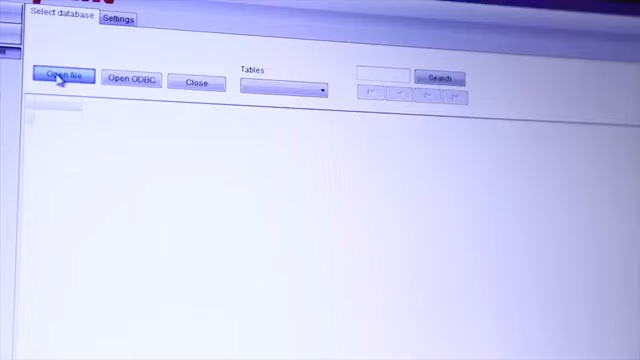 Select database
Settings
Open file
Open ODBC
Close
Tables
Search